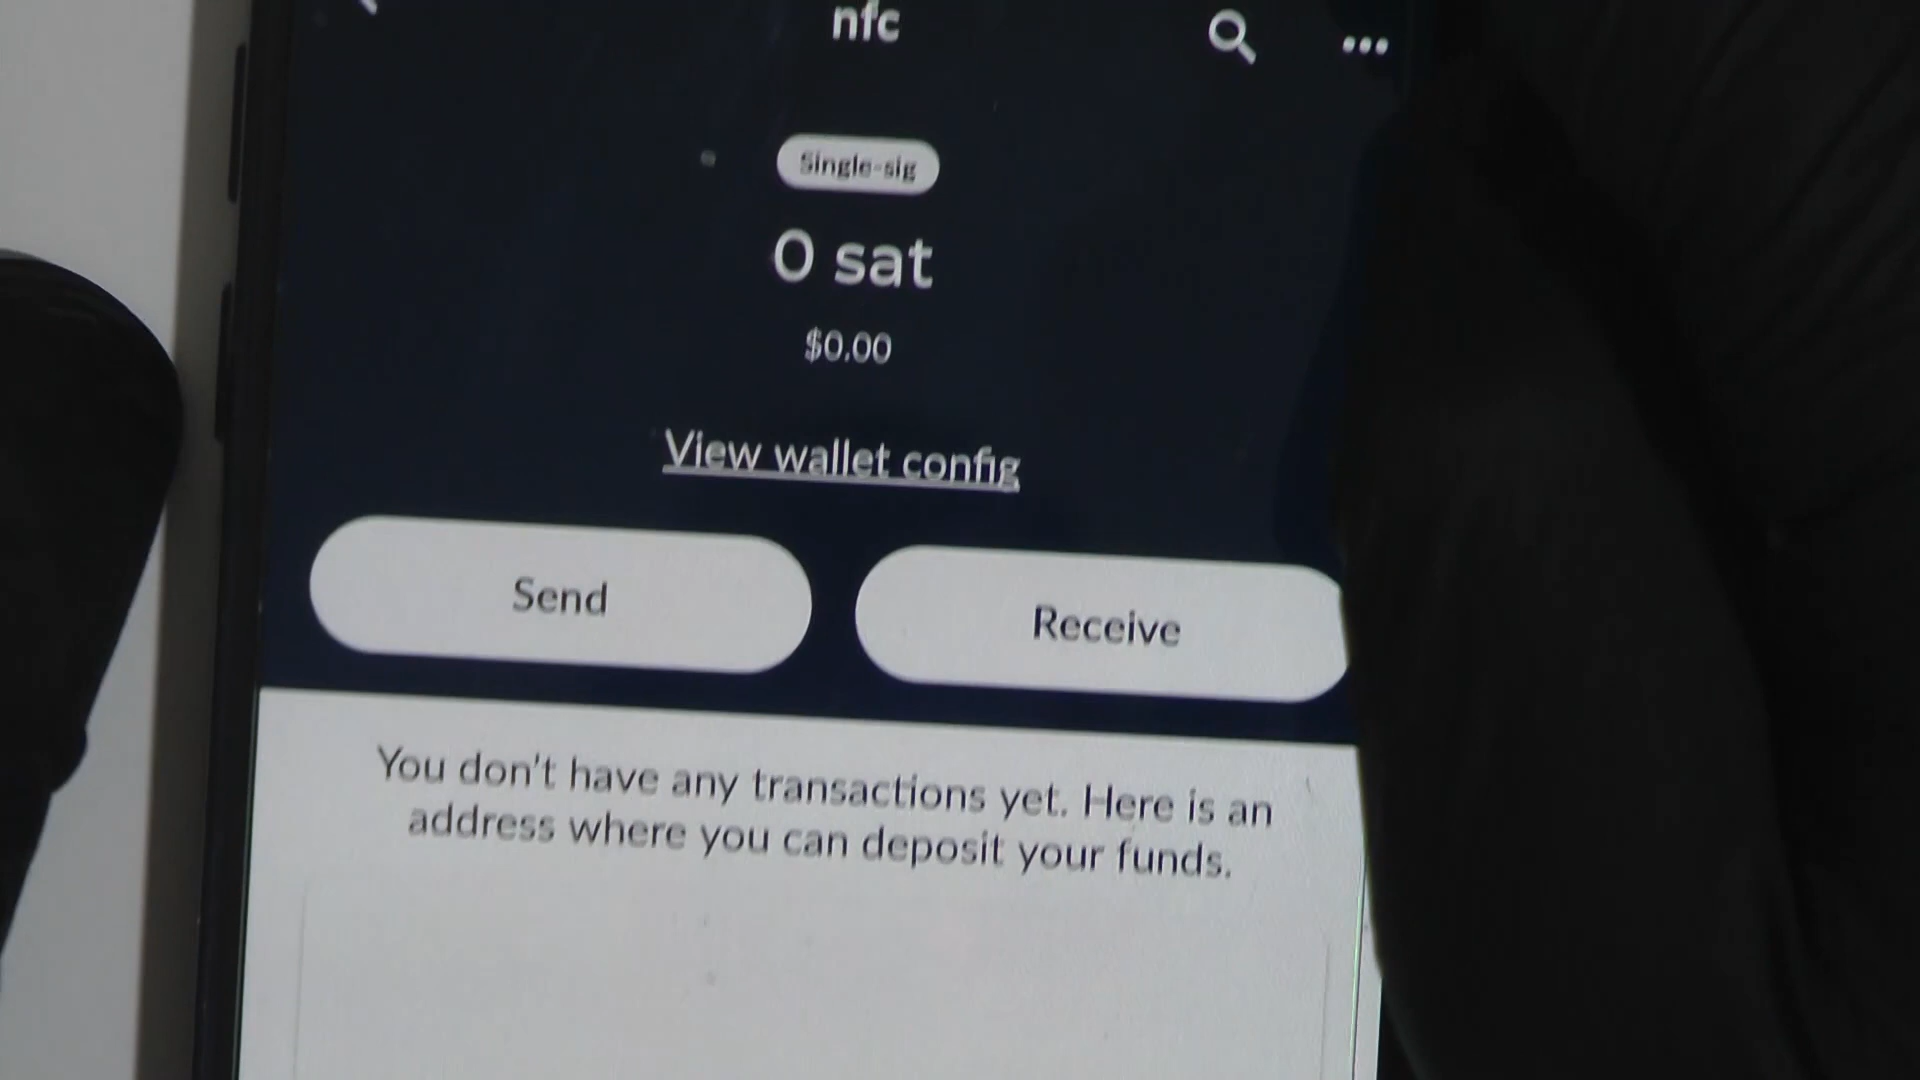 nfc
Single-sig
0 sat
$0.00
View wallet config
Send
Receive
You don't have any transactions yet. Here is an
address where you can deposit your funds.